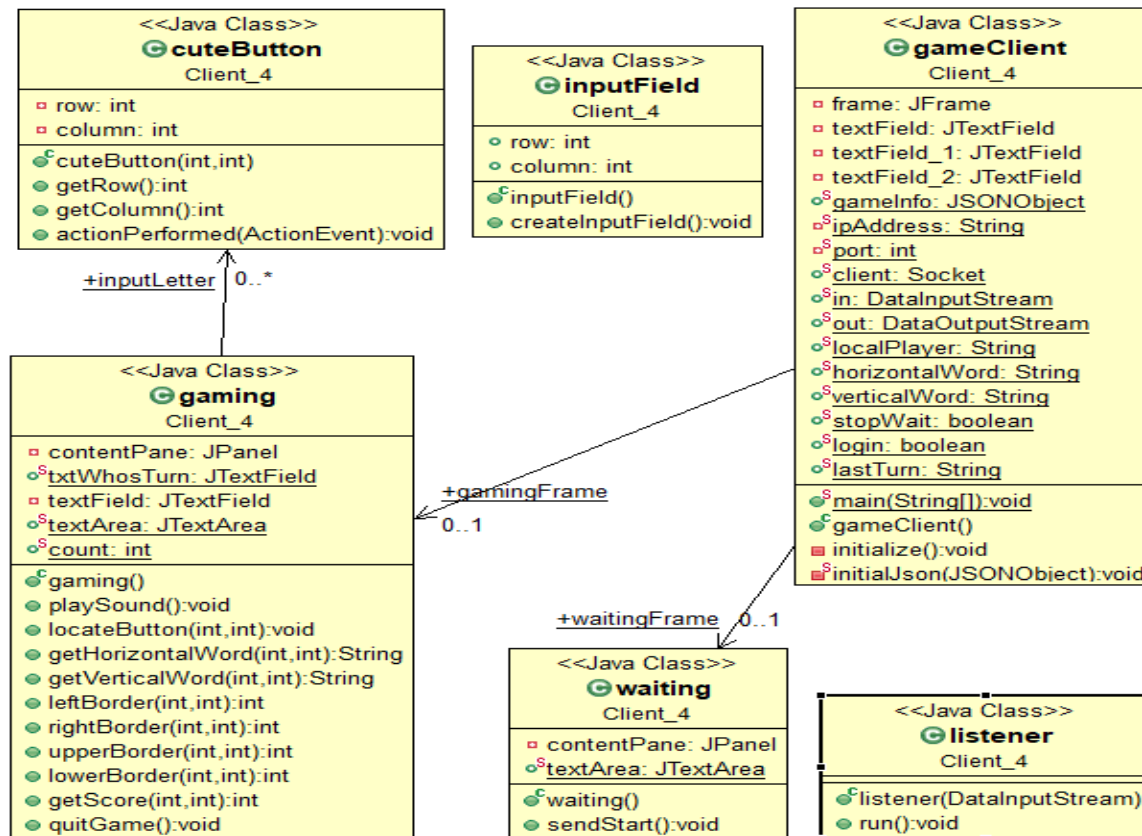 <<Java Class>>
cuteButton
Client_4
row: int
column: int
cuteButton(int,int)
getRow():int
getColumn():int
actionPerformed(ActionEvent):void
<<Java Class>>
inputField
Client_4
row: int
column: int
inputField()
createInputField():void
<<Java Class>>
gameClient
Client_4
frame: JFrame
textField: JTextField
textField_1: JTextField
textField_2: JTextField
gameInfo: JSONObject
ipAddress: String
port: int
client: Socket
in: DataInputStream
out: DataOutputStream
localPlayer: String
horizontalWord: String
verticalWord: String
stopWait: boolean
login: boolean
lastTurn: String
main(String[]):void
gameClient()
initialize():void
initialJson(JSONObject):void
+inputLetter
0..*
<<Java Class>>
gaming
Client_4
contentPane: JPanel
txtWhosTurn: JTextField
textField: JTextField
textArea: JTextArea
count: int
gaming()
playSound():void
locateButton(int,int):void
getHorizontalWord(int,int):String
getVerticalWord(int,int):String
leftBorder(int,int):int
rightBorder(int,int):int
upperBorder(int,int):int
lowerBorder(int,int):int
getScore(int,int):int
quitGame():void
+gamingFrame
0..1
+waitingFrame
0..1
<<Java Class>>
waiting
Client_4
contentPane: JPanel
textArea: JTextArea
waiting()
sendStart():void
<<Java Class>>
listener
Client_4
listener(DataInputStream)
run():void